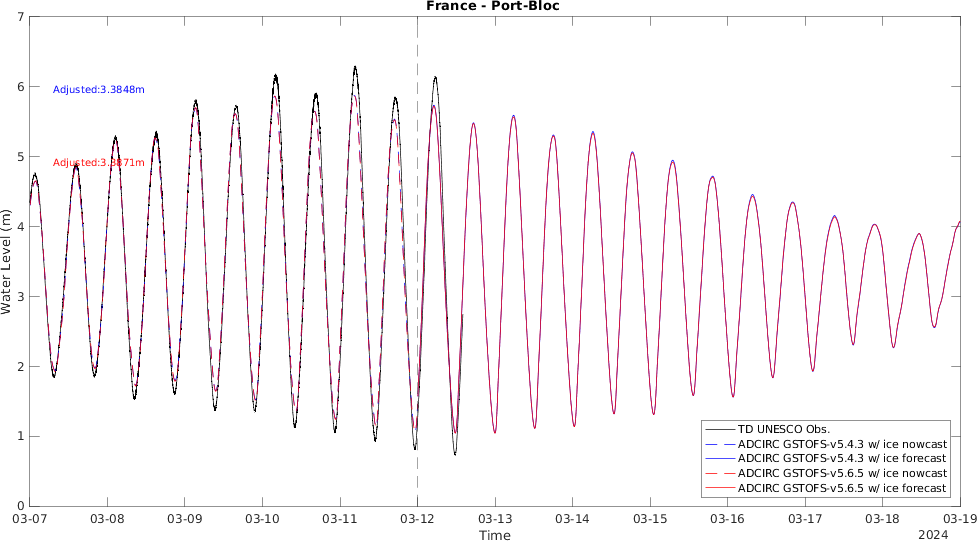 France - Port-Bloc
7
6
5
4
3
2
1
0
Water Level (m)
Adjusted:3.3848m
Adjusted:3.3871m
TD UNESCO Obs.
ADCIRC GSTOFS-v5.4.3 w/ ice nowcast
ADCIRC GSTOFS-v5.4.3 w/ ice forecast
ADCIRC GSTOFS-v5.6.5 w/ ice nowcast
ADCIRC GSTOFS-v5.6.5 w/ ice forecast
03-07 03-08 03-09 03-10 03-11 03-12 03-13 03-14 03-15 03-16 03-17 03-18 03-19
Time
2024